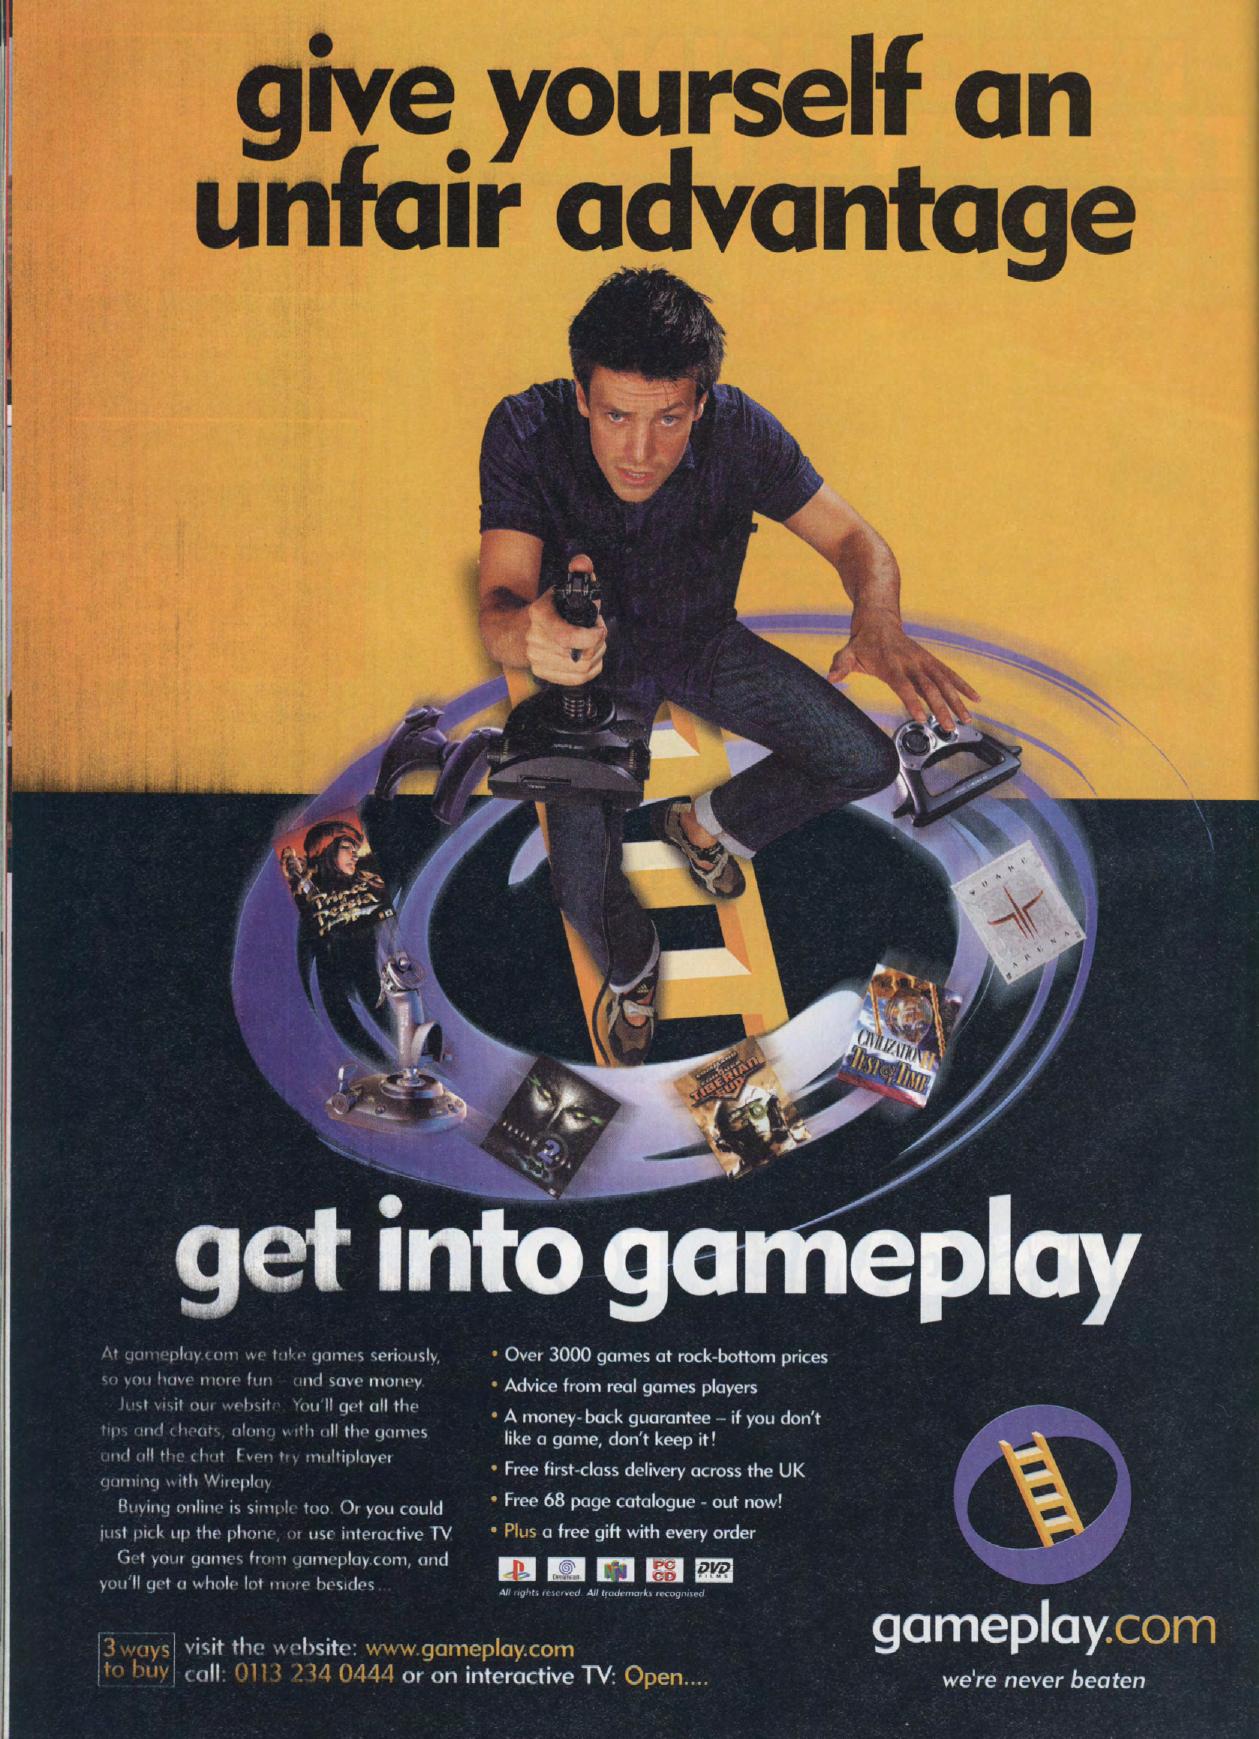 give yourself an
unfair advantage
Prince
Persia
QUAKE
ARENA
CIVILIZATION
TEST OF TIME
TIBERIAN
SUN
2
get into gameplay
At gameplay.com we take games seriously,
so you have more fun – and save money.
Just visit our website. You'll get all the
tips and cheats, along with all the games
and all the chat. Even try multiplayer
gaming with Wireplay.
Buying online is simple too. Or you could
just pick up the phone, or use interactive TV.
Get your games from gameplay.com, and
you'll get a whole lot more besides...
• Over 3000 games at rock-bottom prices
• Advice from real games players
• A money-back guarantee – if you don't
like a game, don't keep it!
• Free first-class delivery across the UK
• Free 68 page catalogue - out now!
• Plus a free gift with every order
Dreamcast
PC
CD
DVD
FILMS
All rights reserved. All trademarks recognised.
3 ways
to buy
visit the website: www.gameplay.com
call: 0113 234 0444 or on interactive TV: Open....
gameplay.com
we're never beaten